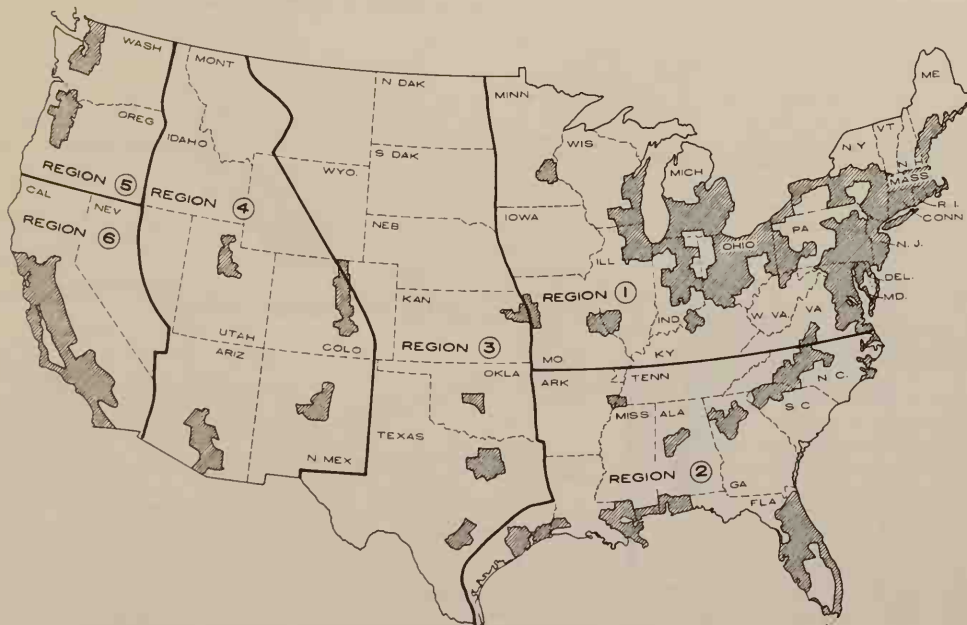 WASH
MONT
N DAK
MINN
ME
OREG
IDAHO
S DAK
WIS.
MICH
N Y
VT
N H
MASS
R.I.
CONN
REGION 5
REGION 4
WYO.
IOWA
CAL
NEV
REGION 6
NEB
ILL
OHIO
PA
N.J.
DEL.
MD.
KAN
REGION 1
IND
W. VA.
VA
UTAH
COLO
REGION 3
MO.
KY
ARIZ
OKLA
ARK
TENN
N C.
MISS
ALA
S C
TEXAS
N MEX
REGION 2
GA
FLA